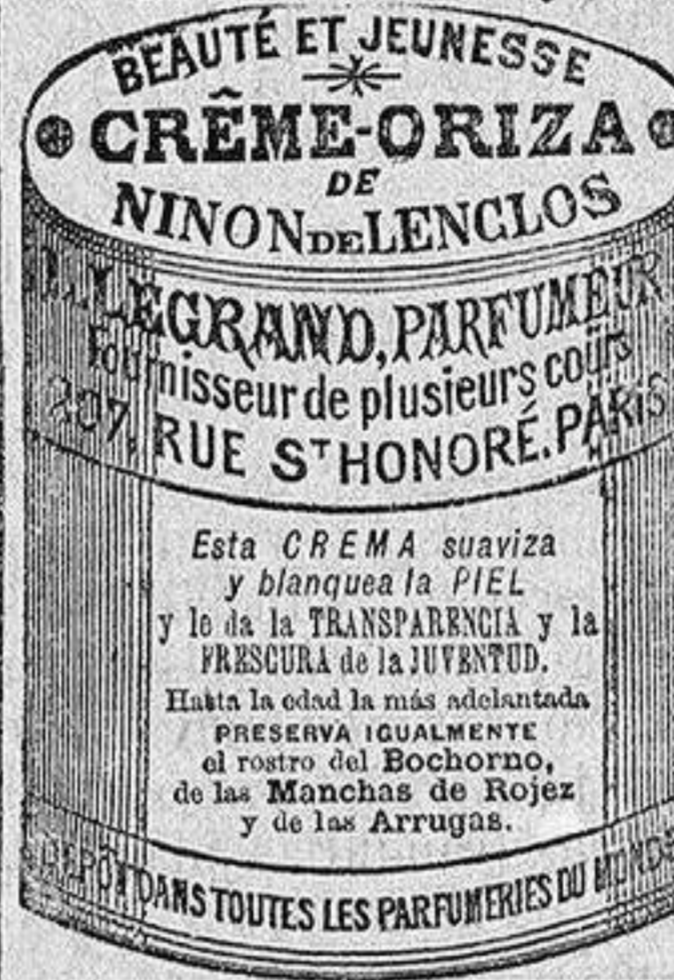 BEAUTÉ ET JEUNESSE
CRÊME-ORIZA
DE
NINON DE LENCLOS
L. LEGRAND, PARFUMEUR
Fournisseur de plusieurs cours
207, RUE ST HONORÉ. PARIS
Esta CREMA suaviza
y blanquea la PIEL
y le da la TRANSPARENCIA y la
FRESCURA de la JUVENTUD.
Hasta la edad la más adelantada
PRESERVA IGUALMENTE
el rostro del Bochorno,
de las Manchas de Rojez
y de las Arrugas.
DÉPÔT DANS TOUTES LES PARFUMERIES DU MONDE